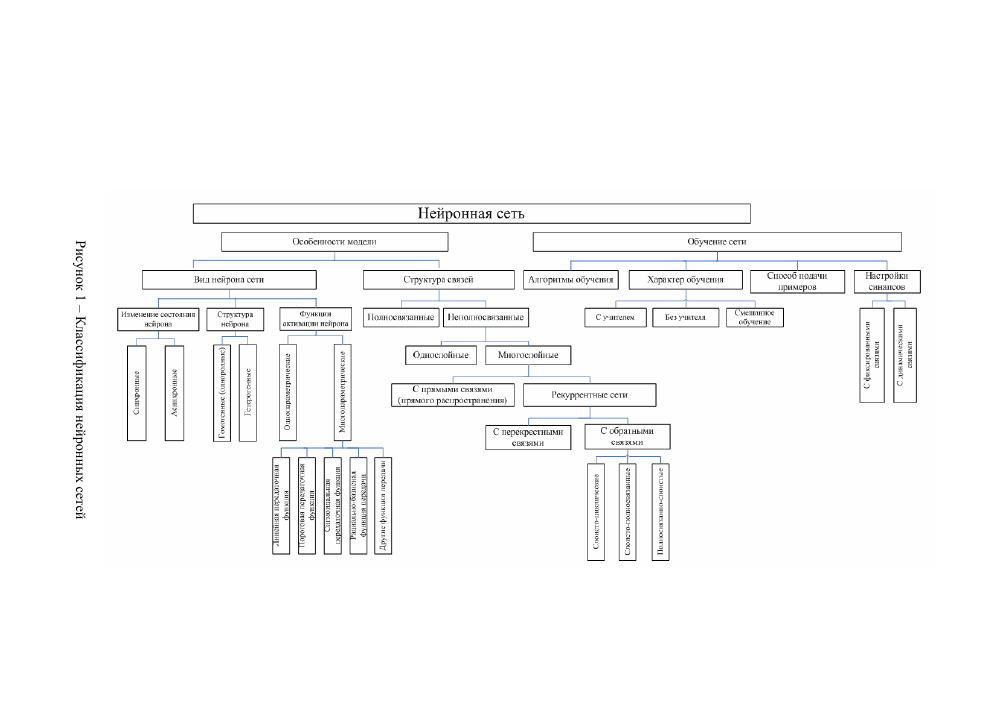 Нейронная сеть
Особенности модели
Обучение сети
Вид нейрона сети
Структура связей
Алгоритмы обучения
Характер обучения
Способ подачи
примеров
Настройки
синапсов
Изменение состояния
нейрона
Структура
нейрона
Функции
активации нейрона
Полносвязанные
Неполносвязанные
С учителем
Без учителя
Смешанное
обучение
Однослойные
Многослойные
Синхронные
Асинхронные
Гомогенные (однородные)
Гетерогенные
Однопараметрические
Многопараметрические
С фиксированными
связями
С динамическими
связями
С прямыми связями
(прямого распространения)
Рекуррентные сети
С перекрестными
связями
С обратными
связями
Линейная передаточная
функция
Пороговая передаточная
функция
Сигмоидальная
передаточная функция
Радиально-базисная
функция передачи
Другие функции передачи
Слоисто-циклические
Слоисто-полносвязанные
Полносвязанно-слоистые
Рисунок 1 – Классификация нейронных сетей